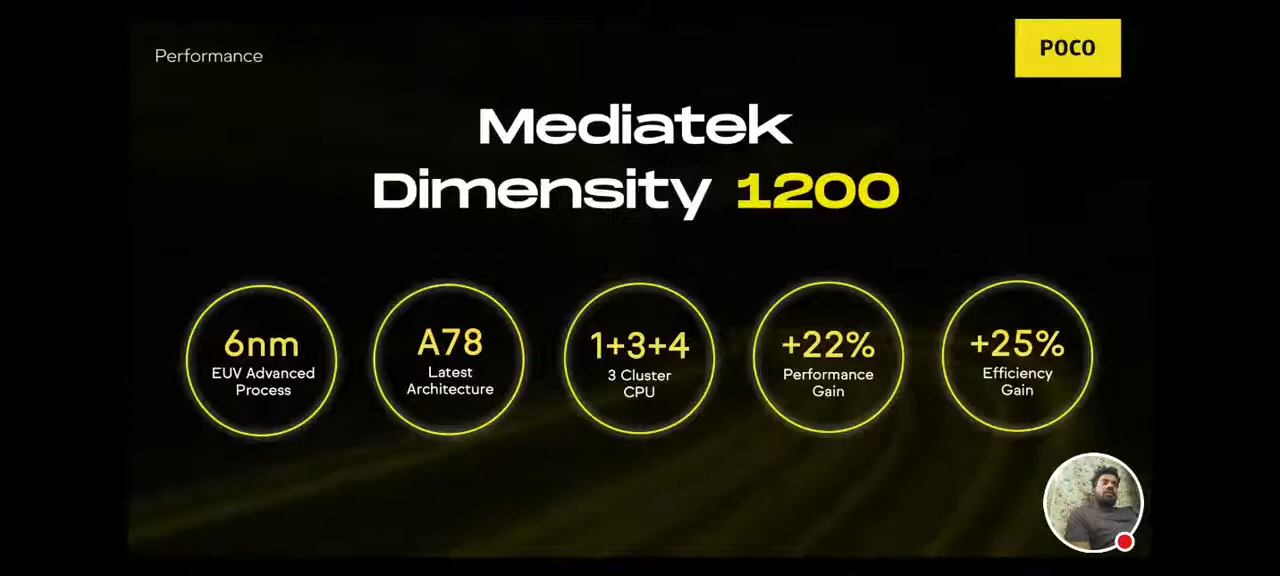 Performance
POCO
Mediatek
Dimensity 1200
6nm
EUV Advanced
Process
A78
Latest
Architecture
1+3+4
3 Cluster
CPU
+22%
Performance
Gain
+25%
Efficiency
Gain